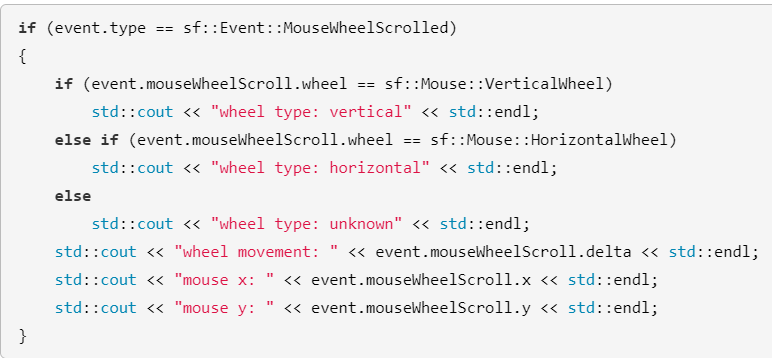 if (event.type == sf::Event::MouseWheelScrolled)
{
    if (event.mouseWheelScroll.wheel == sf::Mouse::VerticalWheel)
        std::cout << "wheel type: vertical" << std::endl;
    else if (event.mouseWheelScroll.wheel == sf::Mouse::HorizontalWheel)
        std::cout << "wheel type: horizontal" << std::endl;
    else
        std::cout << "wheel type: unknown" << std::endl;
    std::cout << "wheel movement: " << event.mouseWheelScroll.delta << std::endl;
    std::cout << "mouse x: " << event.mouseWheelScroll.x << std::endl;
    std::cout << "mouse y: " << event.mouseWheelScroll.y << std::endl;
}